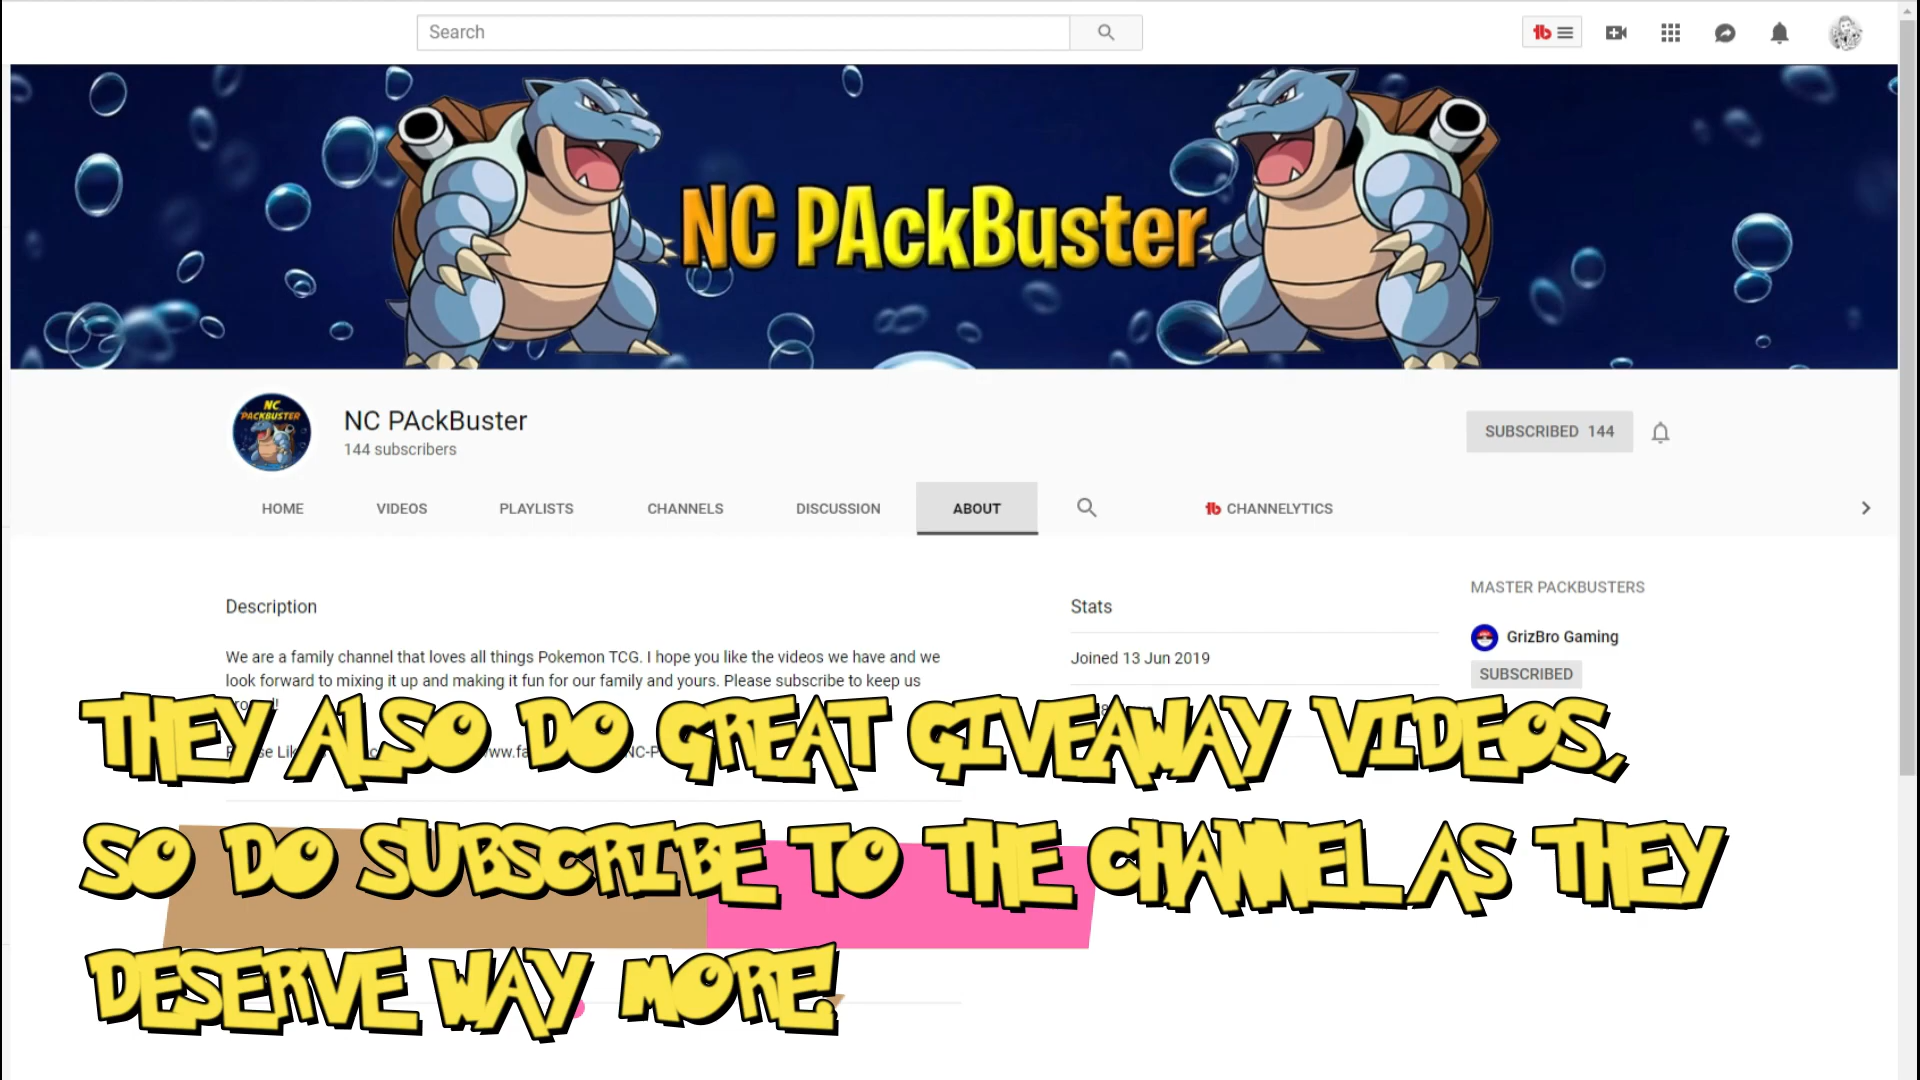 Search
NC PAckBuster
NC PACKBUSTER
NC PAckBuster
144 subscribers
SUBSCRIBED 144
HOME VIDEOS PLAYLISTS CHANNELS DISCUSSION ABOUT CHANNELYTICS
Description
Stats
MASTER PACKBUSTERS
We are a family channel that loves all things Pokemon TCG. I hope you like the videos we have and we
look forward to mixing it up and making it fun for our family and yours. Please subscribe to keep us
Joined 13 Jun 2019
GrizBro Gaming
SUBSCRIBED
THEY ALSO DO GREAT GIVEAWAY VIDEOS,
SO DO SUBSCRIBE TO THE CHANNEL AS THEY
DESERVE WAY MORE!